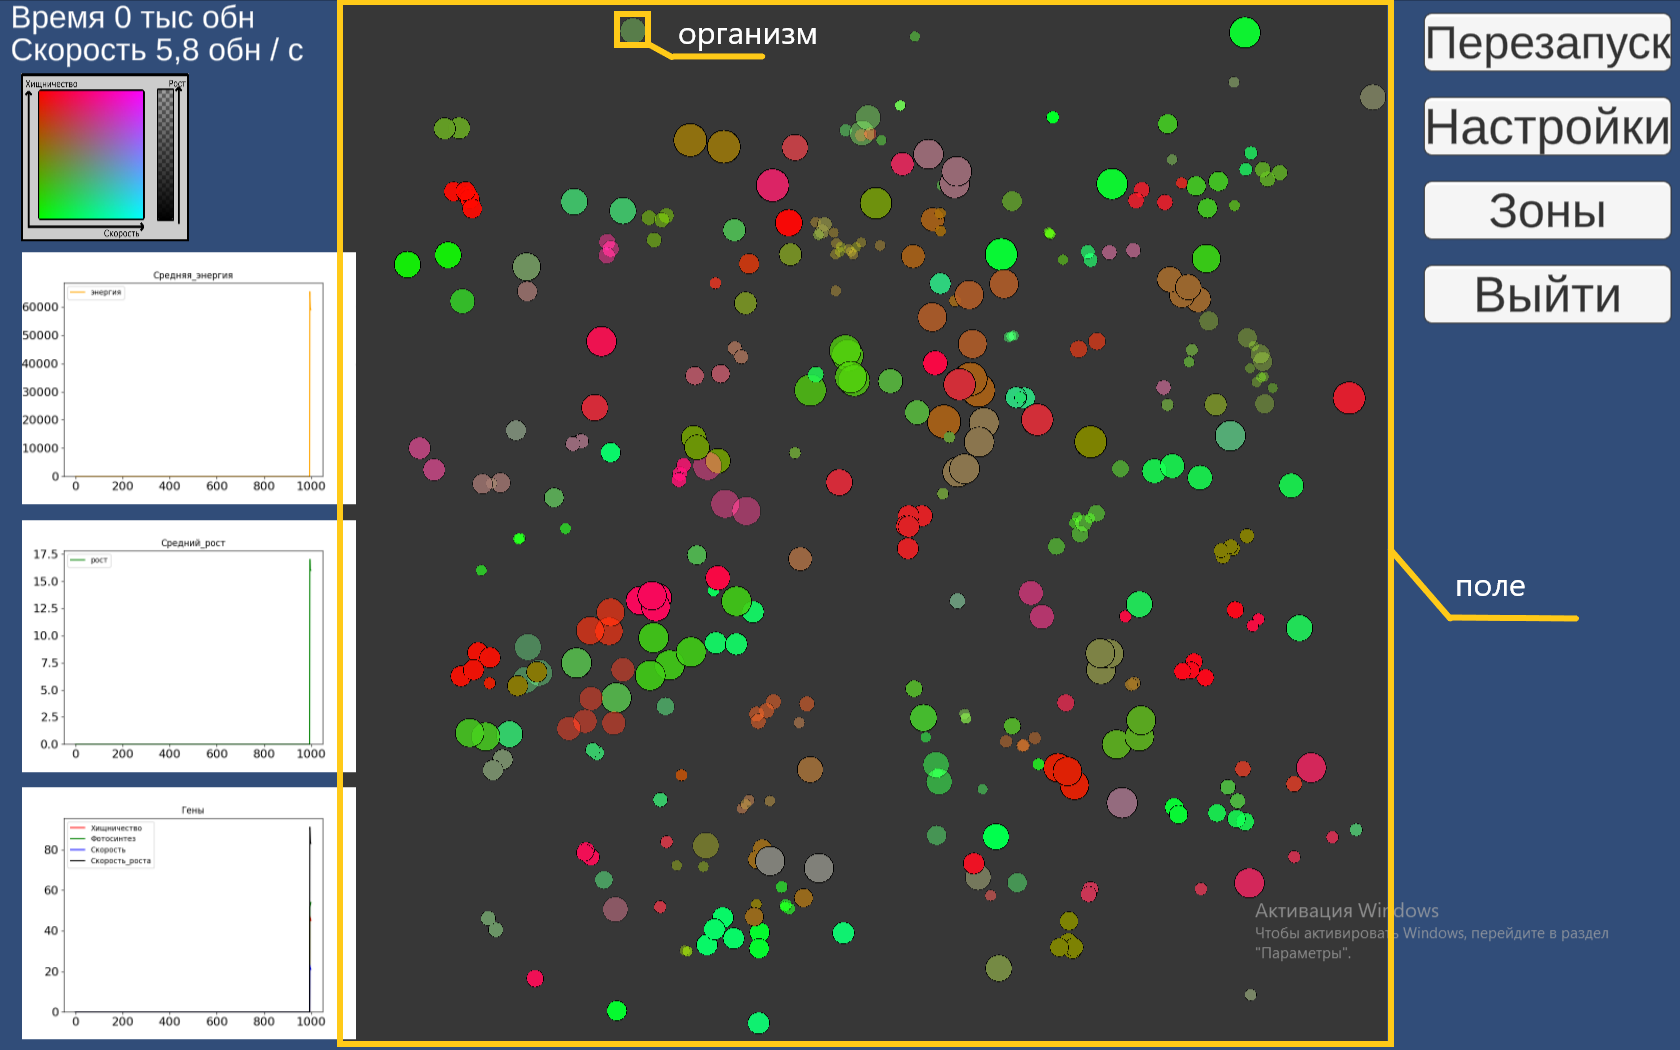 Время 0 тыс обн
Скорость 5,8 обн / с
Хищничество
Рост
Скорость
Средняя_энергия
энергия
60000
50000
40000
30000
20000
10000
0
0 200 400 600 800 1000
Средний_рост
рост
17.5
15.0
12.5
10.0
7.5
5.0
2.5
0.0
0 200 400 600 800 1000
Гены
Хищничество
Фотосинтез
Скорость
Скорость_роста
80
60
40
20
0
0 200 400 600 800 1000
организм
поле
Перезапуск
Настройки
Зоны
Выйти
Активация Windows
Чтобы активировать Windows, перейдите в раздел
"Параметры".